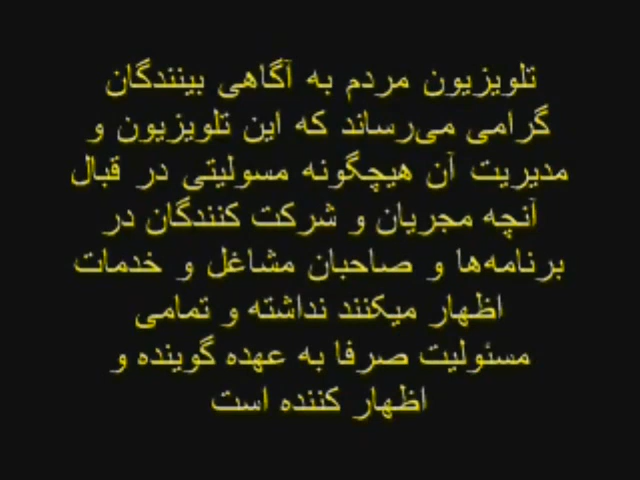 تلویزیون مردم به آگاهی بینندگان
گرامی می‌رساند که این تلویزیون و
مدیریت آن هیچگونه مسولیتی در قبال
آنچه مجریان و شرکت کنندگان در
برنامه‌ها و صاحبان مشاغل و خدمات
اظهار میکنند نداشته و تمامی
مسئولیت صرفا به عهده گوینده و
اظهار کننده است